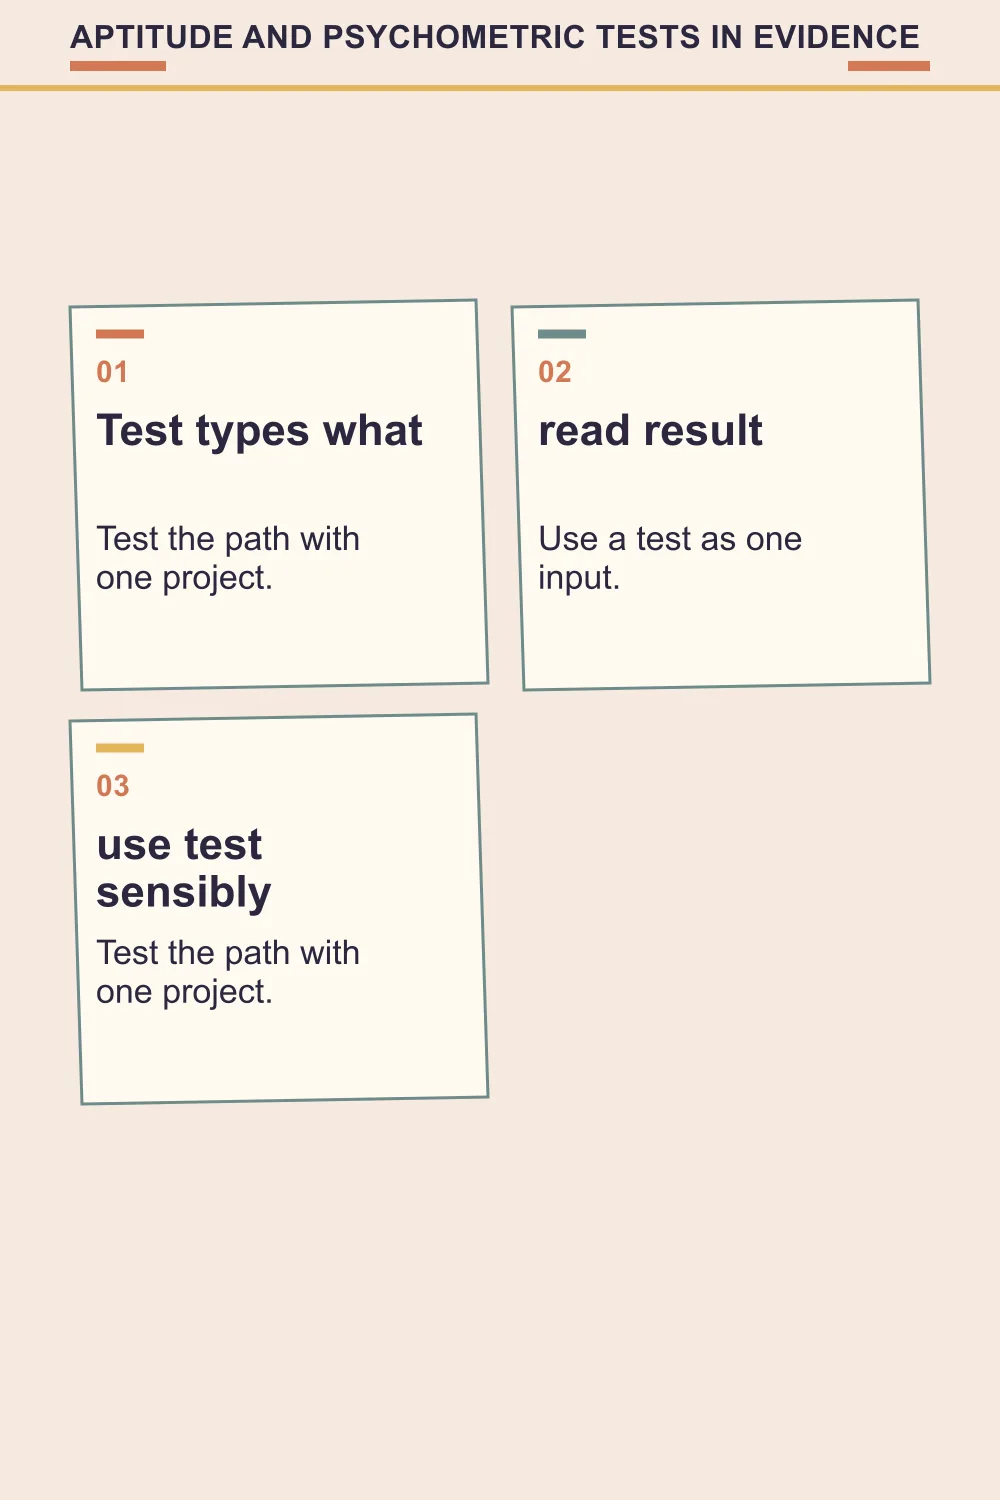 APTITUDE AND PSYCHOMETRIC TESTS IN EVIDENCE
01
Test types what
Test the path with
one project.
02
read result
Use a test as one
input.
03
use test
sensibly
Test the path with
one project.